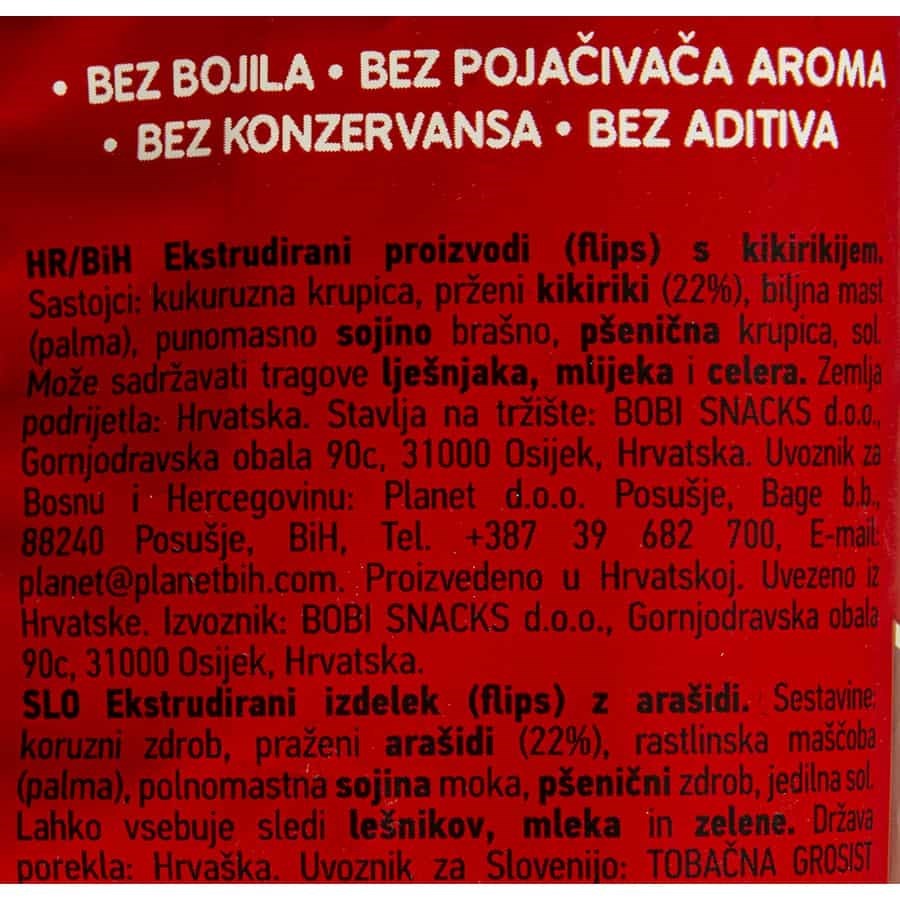 • BEZ BOJILA • BEZ POJAČIVAČA AROMA
• BEZ KONZERVANSA • BEZ ADITIVA
HR/BiH Ekstrudirani proizvodi (flips) s kikirikijem.
Sastojci: kukuruzna krupica, prženi kikiriki (22%), biljna mast
(palma), punomasno sojino brašno, pšenična krupica, sol.
Može sadržavati tragove lješnjaka, mlijeka i celera. Zemlja
podrijetla: Hrvatska. Stavlja na tržište: BOBI SNACKS d.o.o.,
Gornjodravska obala 90c, 31000 Osijek, Hrvatska. Uvoznik za
Bosnu i Hercegovinu: Planet d.o.o. Posušje, Bage b.b.,
88240 Posušje, BiH, Tel. +387 39 682 700, E-mail:
planet@planetbih.com. Proizvedeno u Hrvatskoj. Uvezeno iz
Hrvatske. Izvoznik: BOBI SNACKS d.o.o., Gornjodravska obala
90c, 31000 Osijek, Hrvatska.
SLO Ekstrudirani izdelek (flips) z arašidi. Sestavine:
koruzni zdrob, praženi arašidi (22%), rastlinska maščoba
(palma), polnomastna sojina moka, pšenični zdrob, jedilna sol.
Lahko vsebuje sledi lešnikov, mleka in zelene. Država
porekla: Hrvaška. Uvoznik za Slovenijo: TOBAČNA GROSIST